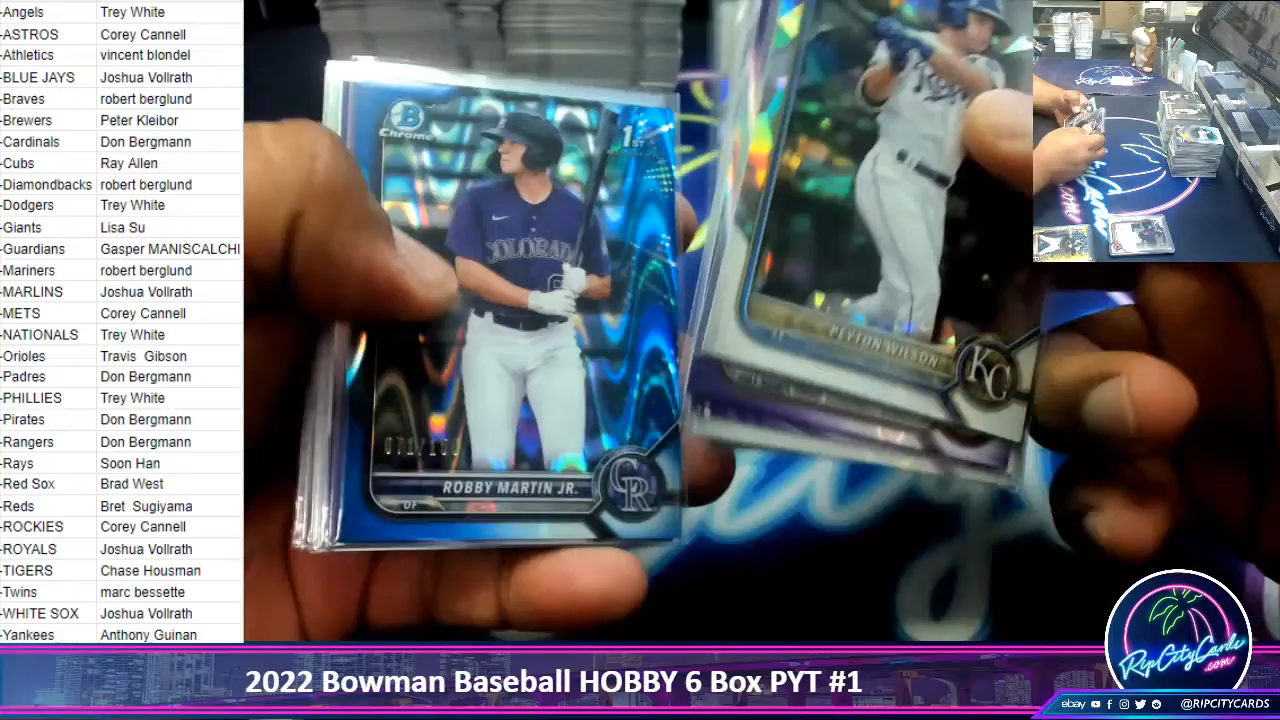 -Angels Trey White
-ASTROS Corey Cannell
-Athletics vincent blondel
-BLUE JAYS Joshua Vollrath
-Braves robert berglund
-Brewers Peter Kleibor
-Cardinals Don Bergmann
-Cubs Ray Allen
-Diamondbacks robert berglund
-Dodgers Trey White
-Giants Lisa Su
-Guardians Gasper MANISCALCHI
-Mariners robert berglund
-MARLINS Joshua Vollrath
-METS Corey Cannell
-NATIONALS Trey White
-Orioles Travis Gibson
-Padres Don Bergmann
-PHILLIES Trey White
-Pirates Don Bergmann
-Rangers Don Bergmann
-Rays Soon Han
-Red Sox Brad West
-Reds Bret Sugiyama
-ROCKIES Corey Cannell
-ROYALS Joshua Vollrath
-TIGERS Chase Housman
-Twins marc bessette
-WHITE SOX Joshua Vollrath
-Yankees Anthony Guinan
B
Chrome
1ST
COLORADO
ROBBY MARTIN JR.
OF
CR
PEYTON WILSON
KC
2022 Bowman Baseball HOBBY 6 Box PYT #1
RipCityCards
.com
ebay @RIPCITYCARDS